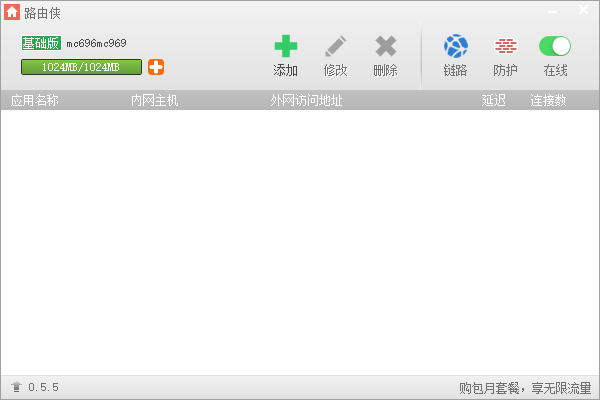 路由侠
基础版 mc696mc969
1024MB/1024MB
添加 修改 删除 链路 防护 在线
应用名称 内网主机 外网访问地址 延迟 连接数
0.5.5 购包月套餐，享无限流量